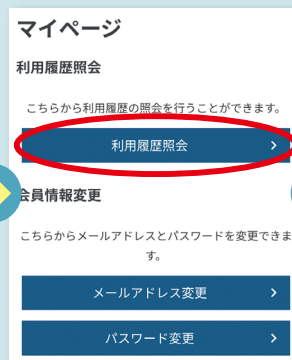 マイページ
利用履歴照会
こちらから利用履歴の照会を行うことができます。
利用履歴照会
会員情報変更
こちらからメールアドレスとパスワードを変更できま
す。
メールアドレス変更
パスワード変更